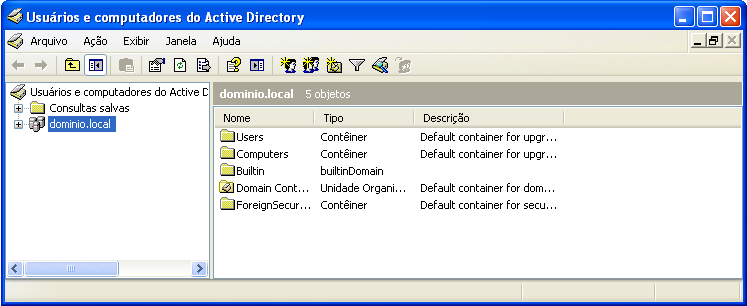 Usuários e computadores do Active Directory
Arquivo Ação Exibir Janela Ajuda
Usuários e computadores do Active D
Consultas salvas
dominio.local
dominio.local 5 objetos
Nome Tipo Descrição
Users Contêiner Default container for upgr...
Computers Contêiner Default container for upgr...
Builtin builtinDomain
Domain Cont... Unidade Organi... Default container for dom...
ForeignSecur... Contêiner Default container for secu...